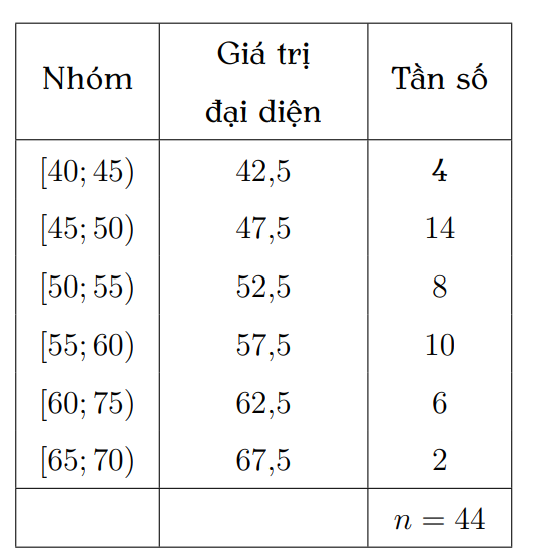 Nhóm Giá trị đại diện Tần số
[40; 45) 42,5 4
[45; 50) 47,5 14
[50; 55) 52,5 8
[55; 60) 57,5 10
[60; 75) 62,5 6
[65; 70) 67,5 2
n = 44